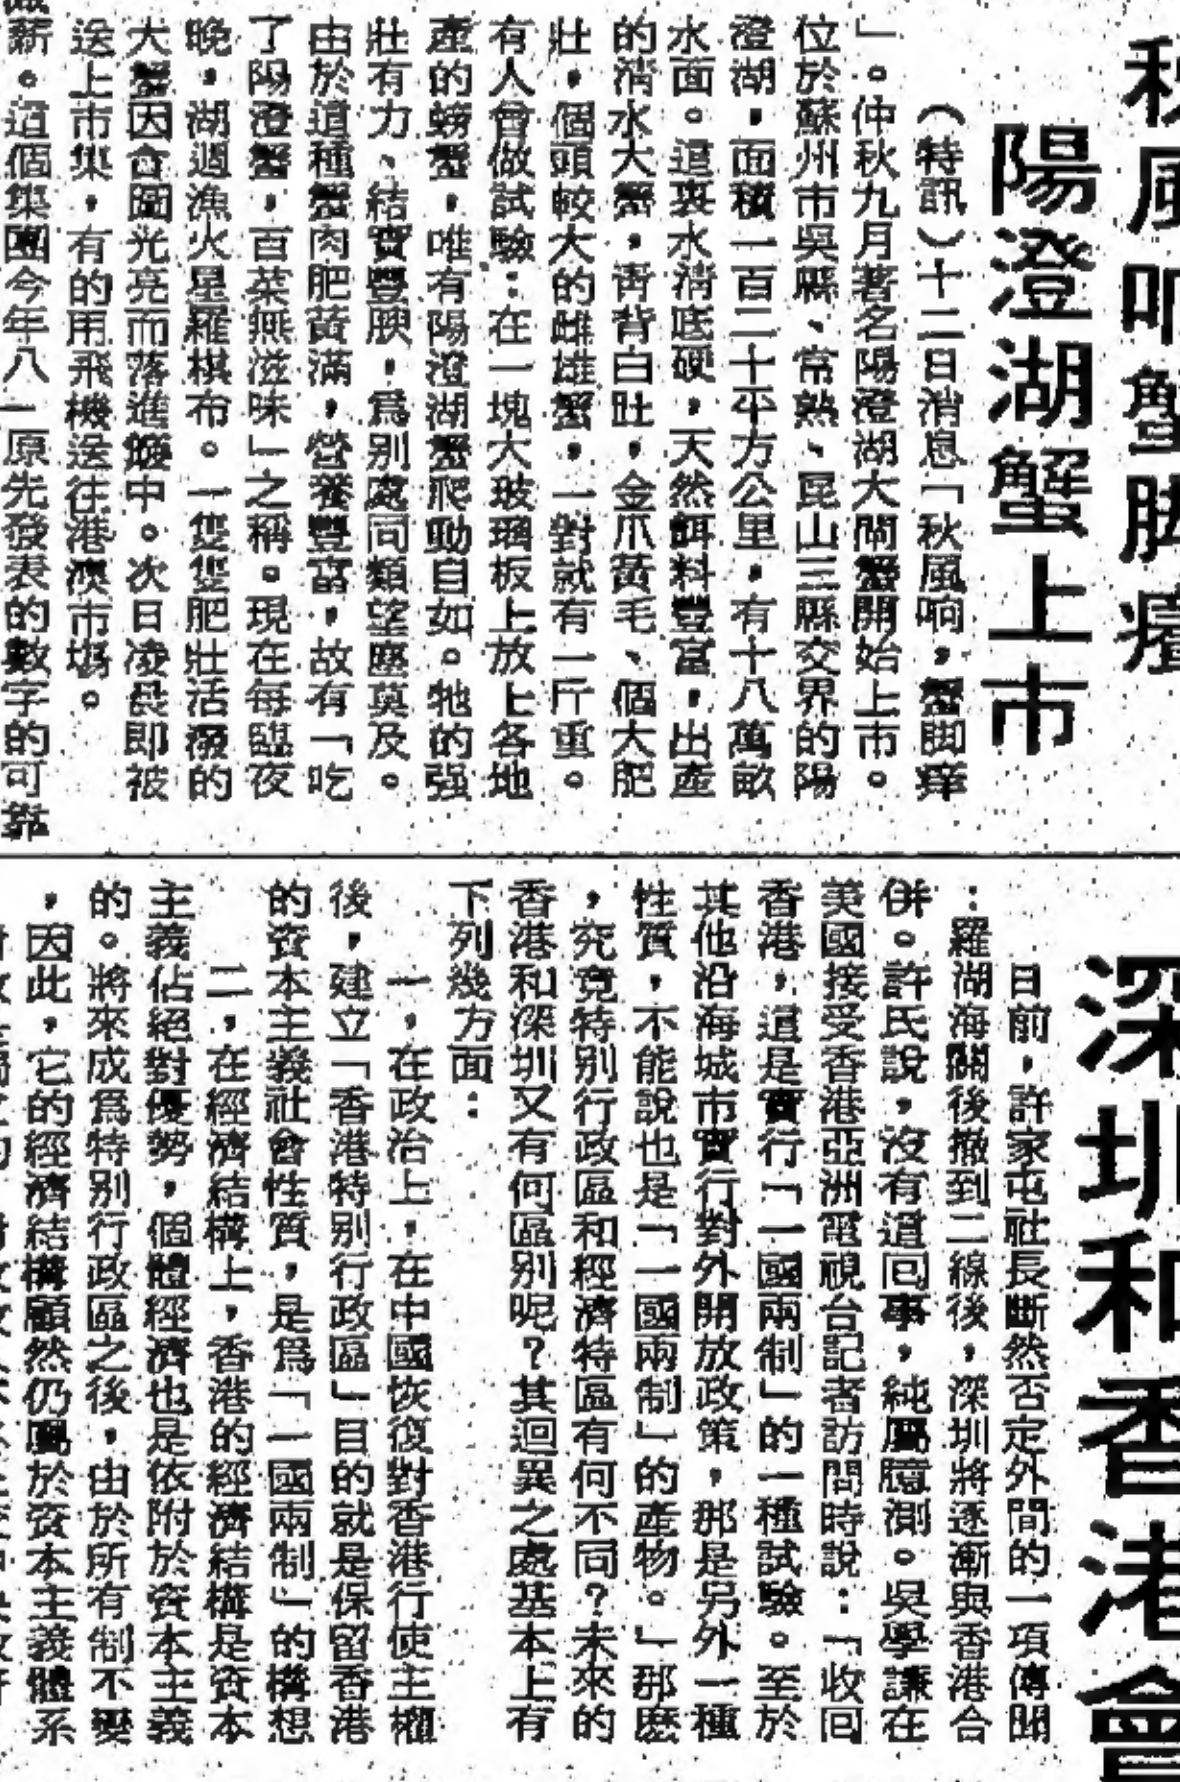 秋風响蟹脚癢
陽澄湖蟹上市
（特訊）十二日消息「秋風响，蟹脚痒
」。仲秋九月著名陽澄湖大閘蟹開始上市。
位於蘇州市吳縣、常熟、昆山三縣交界的陽
澄湖，面積一百二十平方公里，有十八萬畝
水面。這裏水清底硬，天然餌料豐富，出產
的清水大蟹，青背白肚，金爪黃毛、個大肥
壯，個頭較大的雌雄蟹，一對就有一斤重。
有人曾做試驗：在一塊大玻璃板上放上各地
產的螃蟹，唯有陽澄湖蟹爬動自如。牠的强
壯有力、結實豐腴，爲別處同類望塵莫及。
由於這種蟹肉肥黃滿，營養豐富，故有「吃
了陽澄蟹，百菜無滋味」之稱。現在每臨夜
晚，湖週漁火星羅棋布。一隻隻肥壯活潑的
大蟹因合圍光亮而落進籪中。次日凌晨即被
送上市集，有的用飛機送往港澳市場。
薪。這個集團今年八一原先發表的數字的可靠
深圳和香港會
日前，許家屯社長斷然否定外間的一項傳聞
：羅湖海關後撤到二線後，深圳將逐漸與香港合
併。許氏說，沒有這回事，純屬臆測。吳學謙在
美國接受香港亞洲電視台記者訪問時說：「收回
香港，這是實行「一國兩制」的一種試驗。至於
其他沿海城市實行對外開放政策，那是另外一種
性質，不能說也是「一國兩制」的產物。」那麽
，究竟特別行政區和經濟特區有何不同？未來的
香港和深圳又有何區別呢？其迥異之處基本上有
下列幾方面：
一，在政治上，在中國恢復對香港行使主權
後，建立「香港特別行政區」目的就是保留香港
的資本主義社會性質，是爲「一國兩制」的構想
二，在經濟結構上，香港的經濟結構是資本
主義佔絕對優勢，個體經濟也是依附於資本主義
的。將來成爲特別行政區之後，由於所有制不變
，因此，它的經濟結構顧然仍屬於資本主義體系